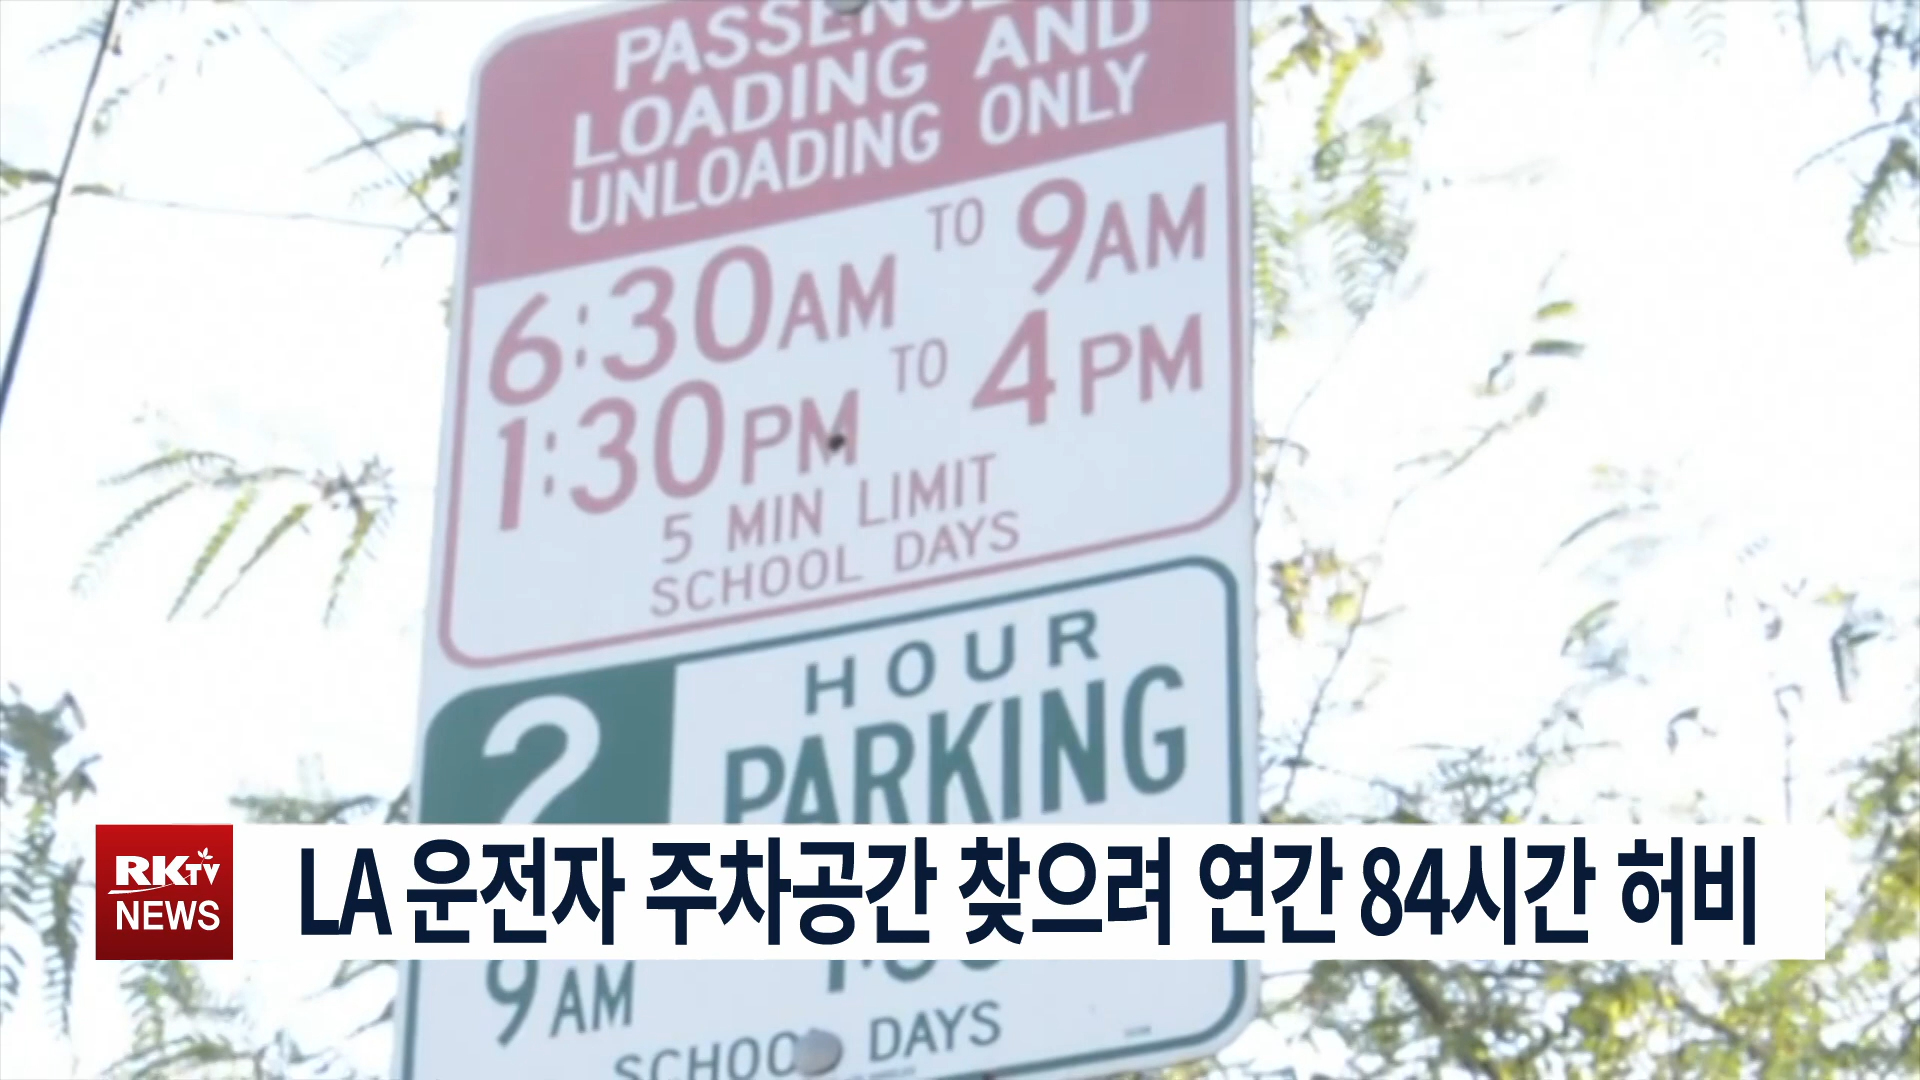 LOADING AND
UNLOADING ONLY
6:30AM TO 9AM
1:30PM TO 4PM
5 MIN LIMIT
SCHOOL DAYS
2 HOUR
PARKING
RKTV
NEWS
LA 운전자 주차공간 찾으려 연간 84시간 허비
9AM
SCHOOL DAYS